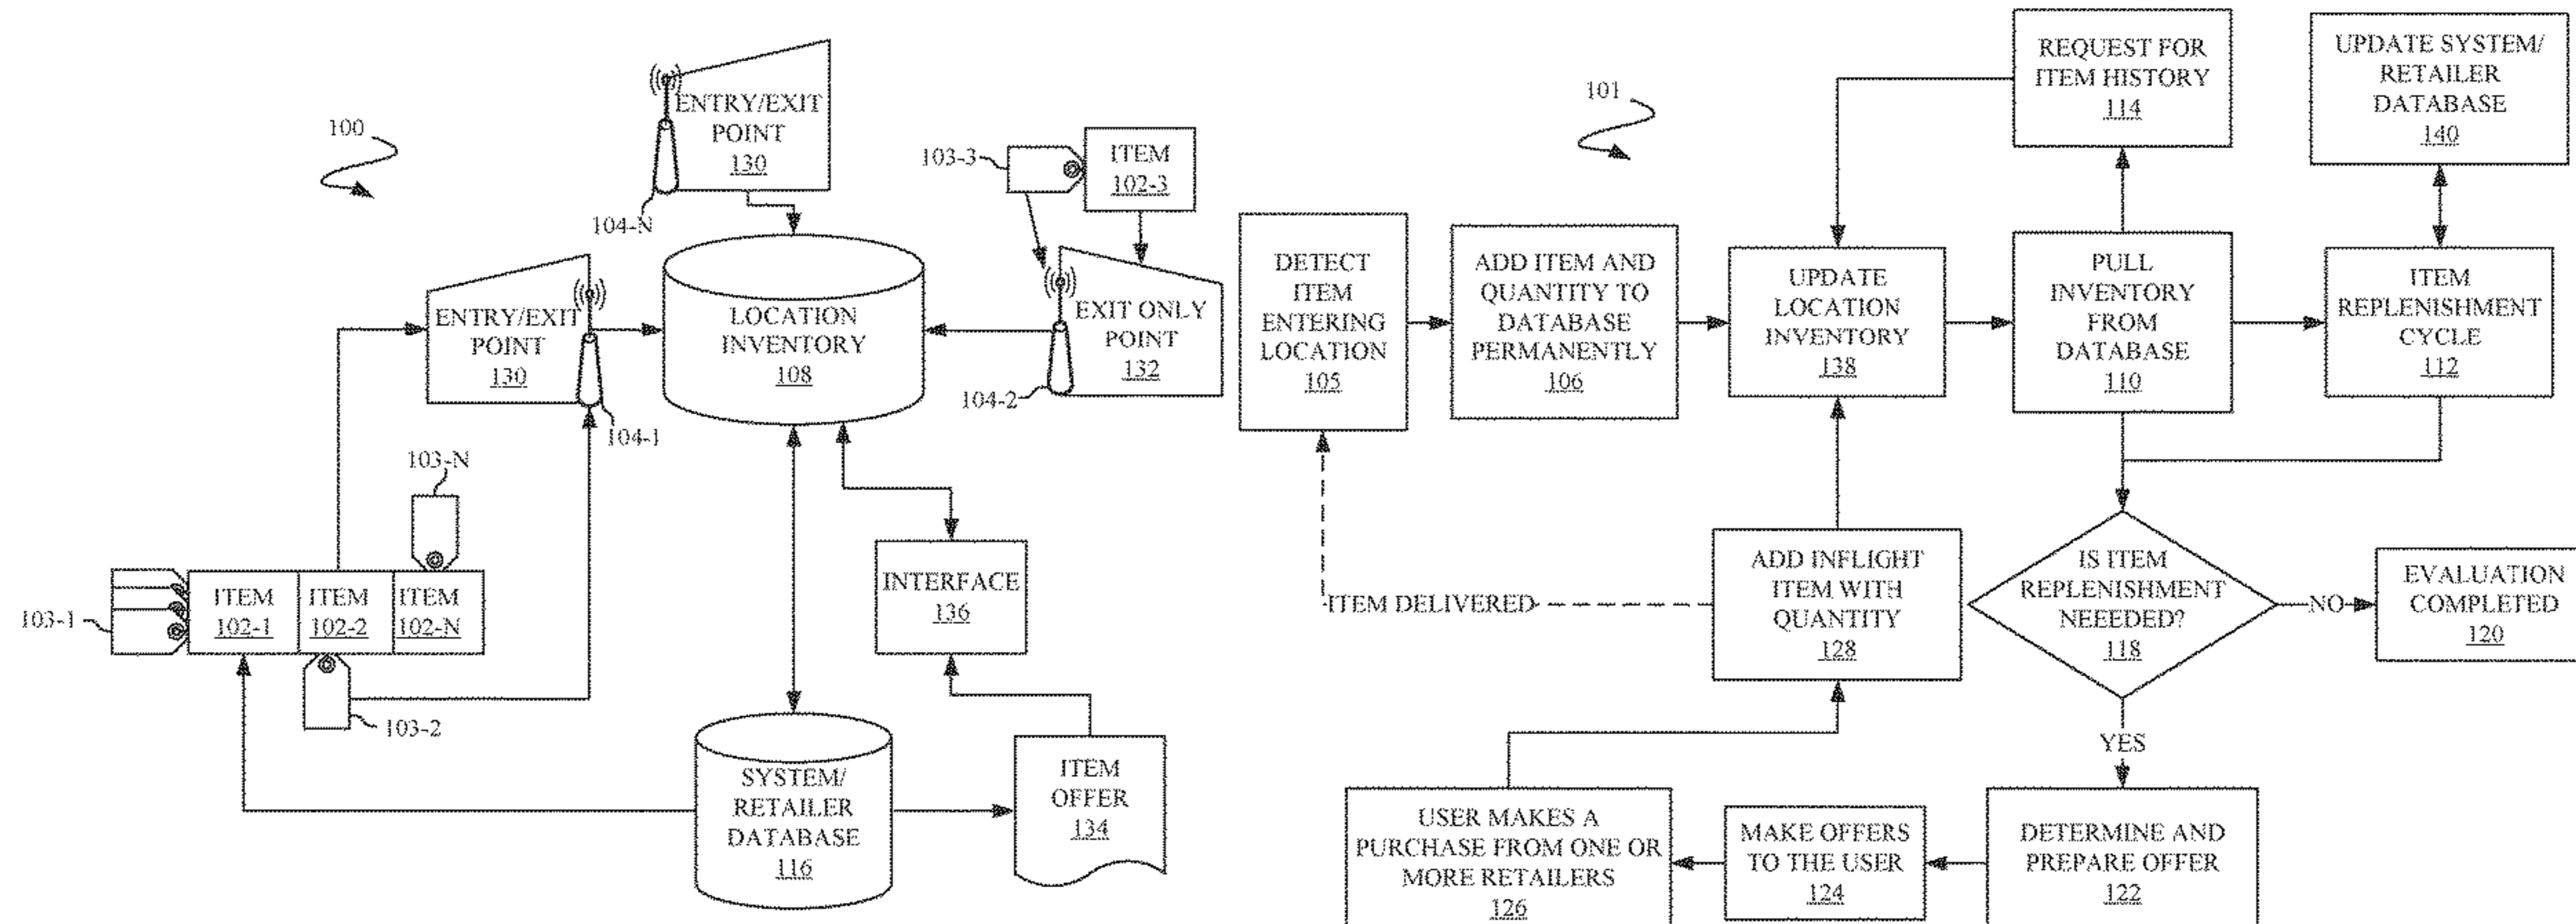 100
ENTRY/EXIT
POINT
130
104-N
103-3
ITEM
102-3
ENTRY/EXIT
POINT
130
104-1
LOCATION
INVENTORY
108
EXIT ONLY
POINT
132
104-2
103-N
103-1
ITEM
102-1
ITEM
102-2
ITEM
102-N
103-2
INTERFACE
136
SYSTEM/
RETAILER
DATABASE
116
ITEM
OFFER
134
101
REQUEST FOR
ITEM HISTORY
114
UPDATE SYSTEM/
RETAILER
DATABASE
140
DETECT
ITEM
ENTERING
LOCATION
105
ADD ITEM AND
QUANTITY TO
DATABASE
PERMANENTLY
106
UPDATE
LOCATION
INVENTORY
138
PULL
INVENTORY
FROM
DATABASE
110
ITEM
REPLENISHMENT
CYCLE
112
ITEM DELIVERED
ADD INFLIGHT
ITEM WITH
QUANTITY
128
IS ITEM
REPLENISHMENT
NEEEDED?
118
NO
EVALUATION
COMPLETED
120
YES
USER MAKES A
PURCHASE FROM ONE OR
MORE RETAILERS
126
MAKE OFFERS
TO THE USER
124
DETERMINE AND
PREPARE OFFER
122